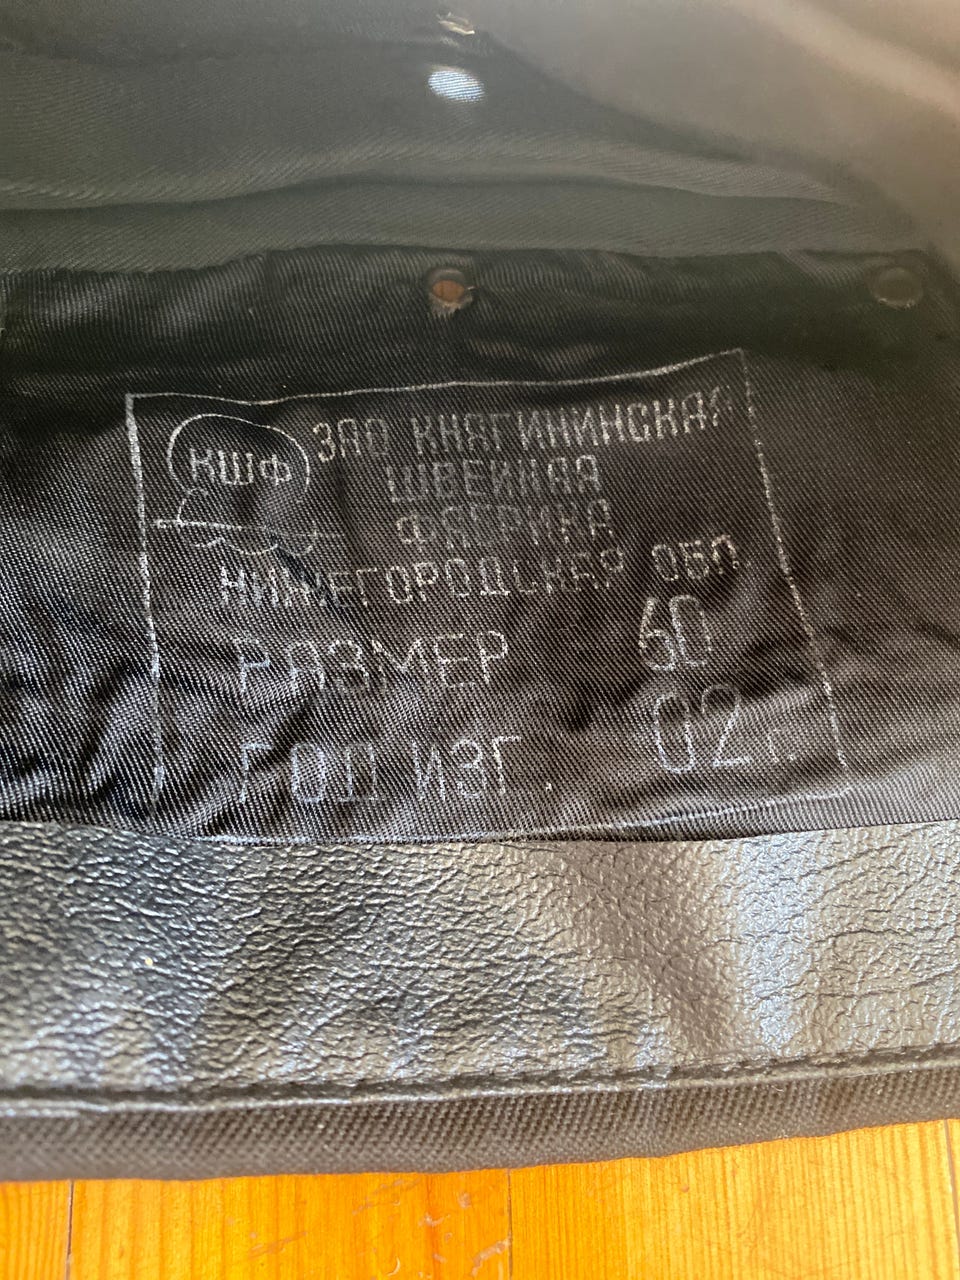 КШФ
ЗАО КНЯГИНИНСКАЯ
ШВЕЙНАЯ
ФАБРИКА
НИЖЕГОРОДСКАЯ ОБЛ.
РАЗМЕР 60
ГОД ИЗГ. 02 г.